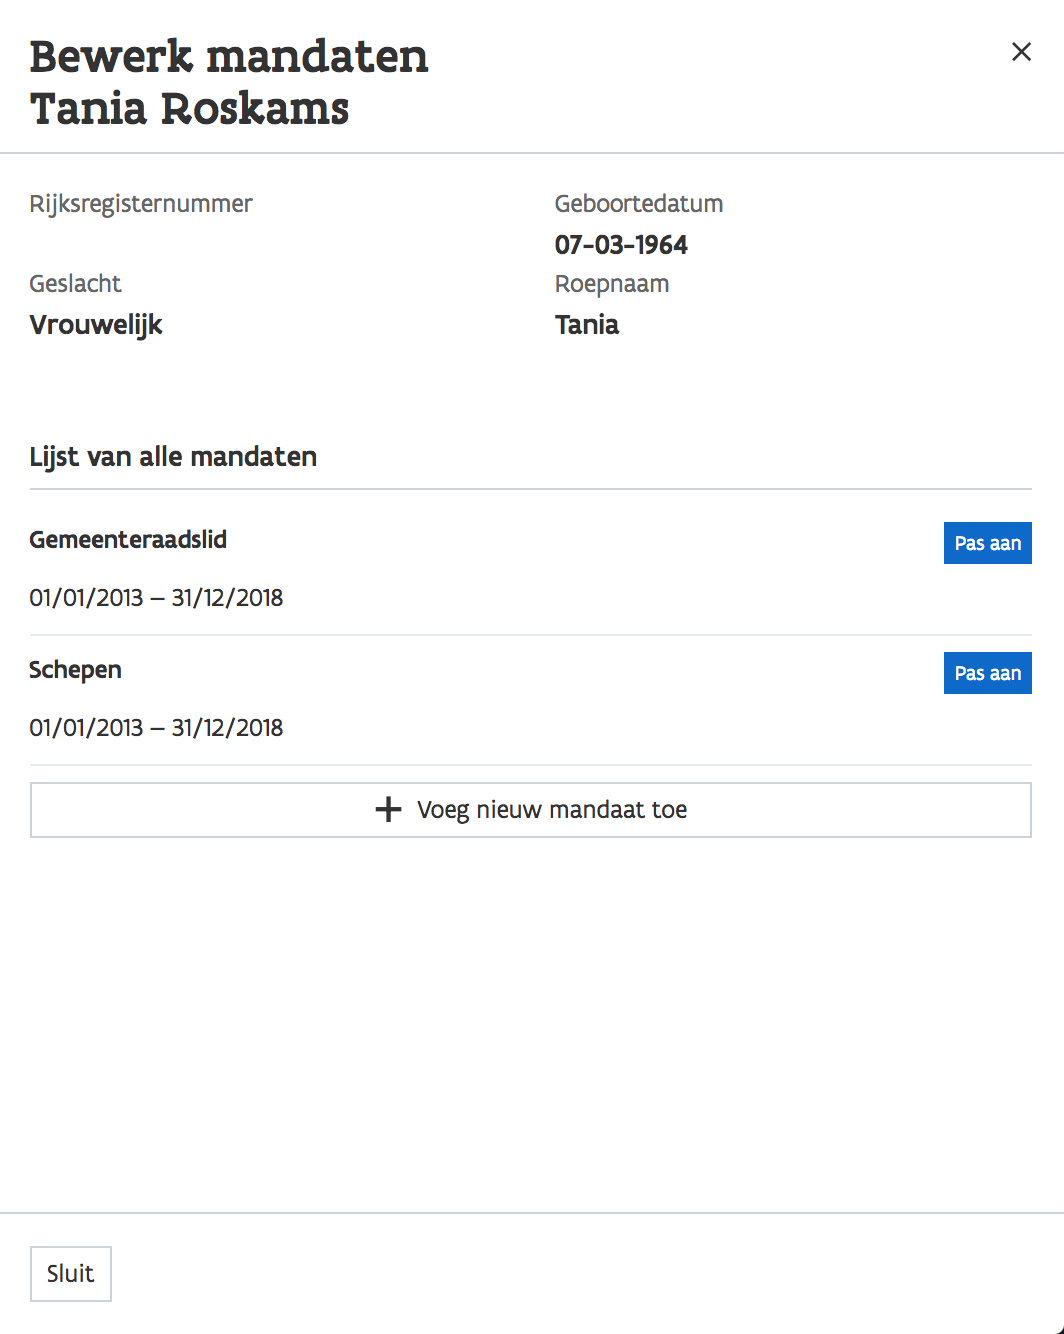 Bewerk mandaten
Tania Roskams
Rijksregisternummer
Geboortedatum
07-03-1964
Geslacht
Roepnaam
Vrouwelijk
Tania
Lijst van alle mandaten
Gemeenteraadslid
Pas aan
01/01/2013 – 31/12/2018
Schepen
Pas aan
01/01/2013 – 31/12/2018
Voeg nieuw mandaat toe
Sluit